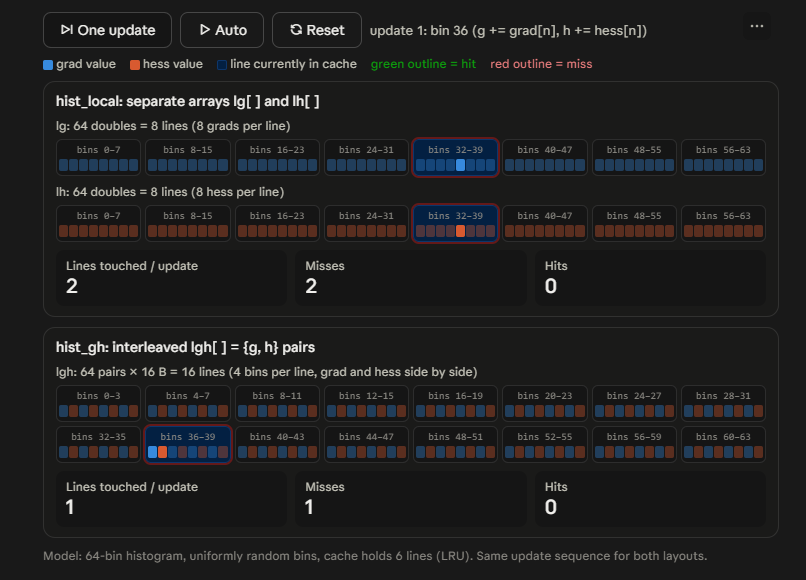 One update Auto Reset update 1: bin 36 (g += grad[n], h += hess[n])
grad value hess value line currently in cache green outline = hit red outline = miss
hist_local: separate arrays lg[ ] and lh[ ]
lg: 64 doubles = 8 lines (8 grads per line)
bins 0-7 bins 8-15 bins 16-23 bins 24-31 bins 32-39 bins 40-47 bins 48-55 bins 56-63
lh: 64 doubles = 8 lines (8 hess per line)
bins 0-7 bins 8-15 bins 16-23 bins 24-31 bins 32-39 bins 40-47 bins 48-55 bins 56-63
Lines touched / update Misses Hits
2 2 0
hist_gh: interleaved lgh[ ] = {g, h} pairs
lgh: 64 pairs × 16 B = 16 lines (4 bins per line, grad and hess side by side)
bins 0-3 bins 4-7 bins 8-11 bins 12-15 bins 16-19 bins 20-23 bins 24-27 bins 28-31
bins 32-35 bins 36-39 bins 40-43 bins 44-47 bins 48-51 bins 52-55 bins 56-59 bins 60-63
Lines touched / update Misses Hits
1 1 0
Model: 64-bin histogram, uniformly random bins, cache holds 6 lines (LRU). Same update sequence for both layouts.